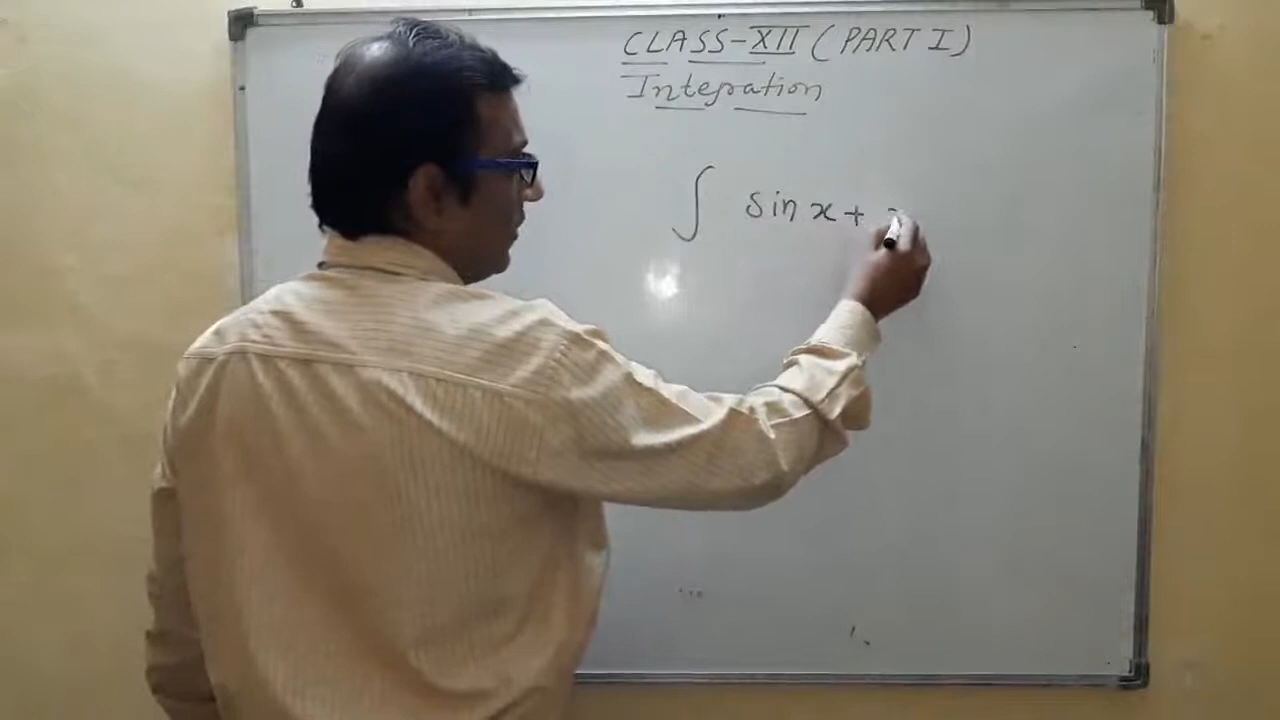 CLASS-XII (PART I)
Integration
∫ sin x +